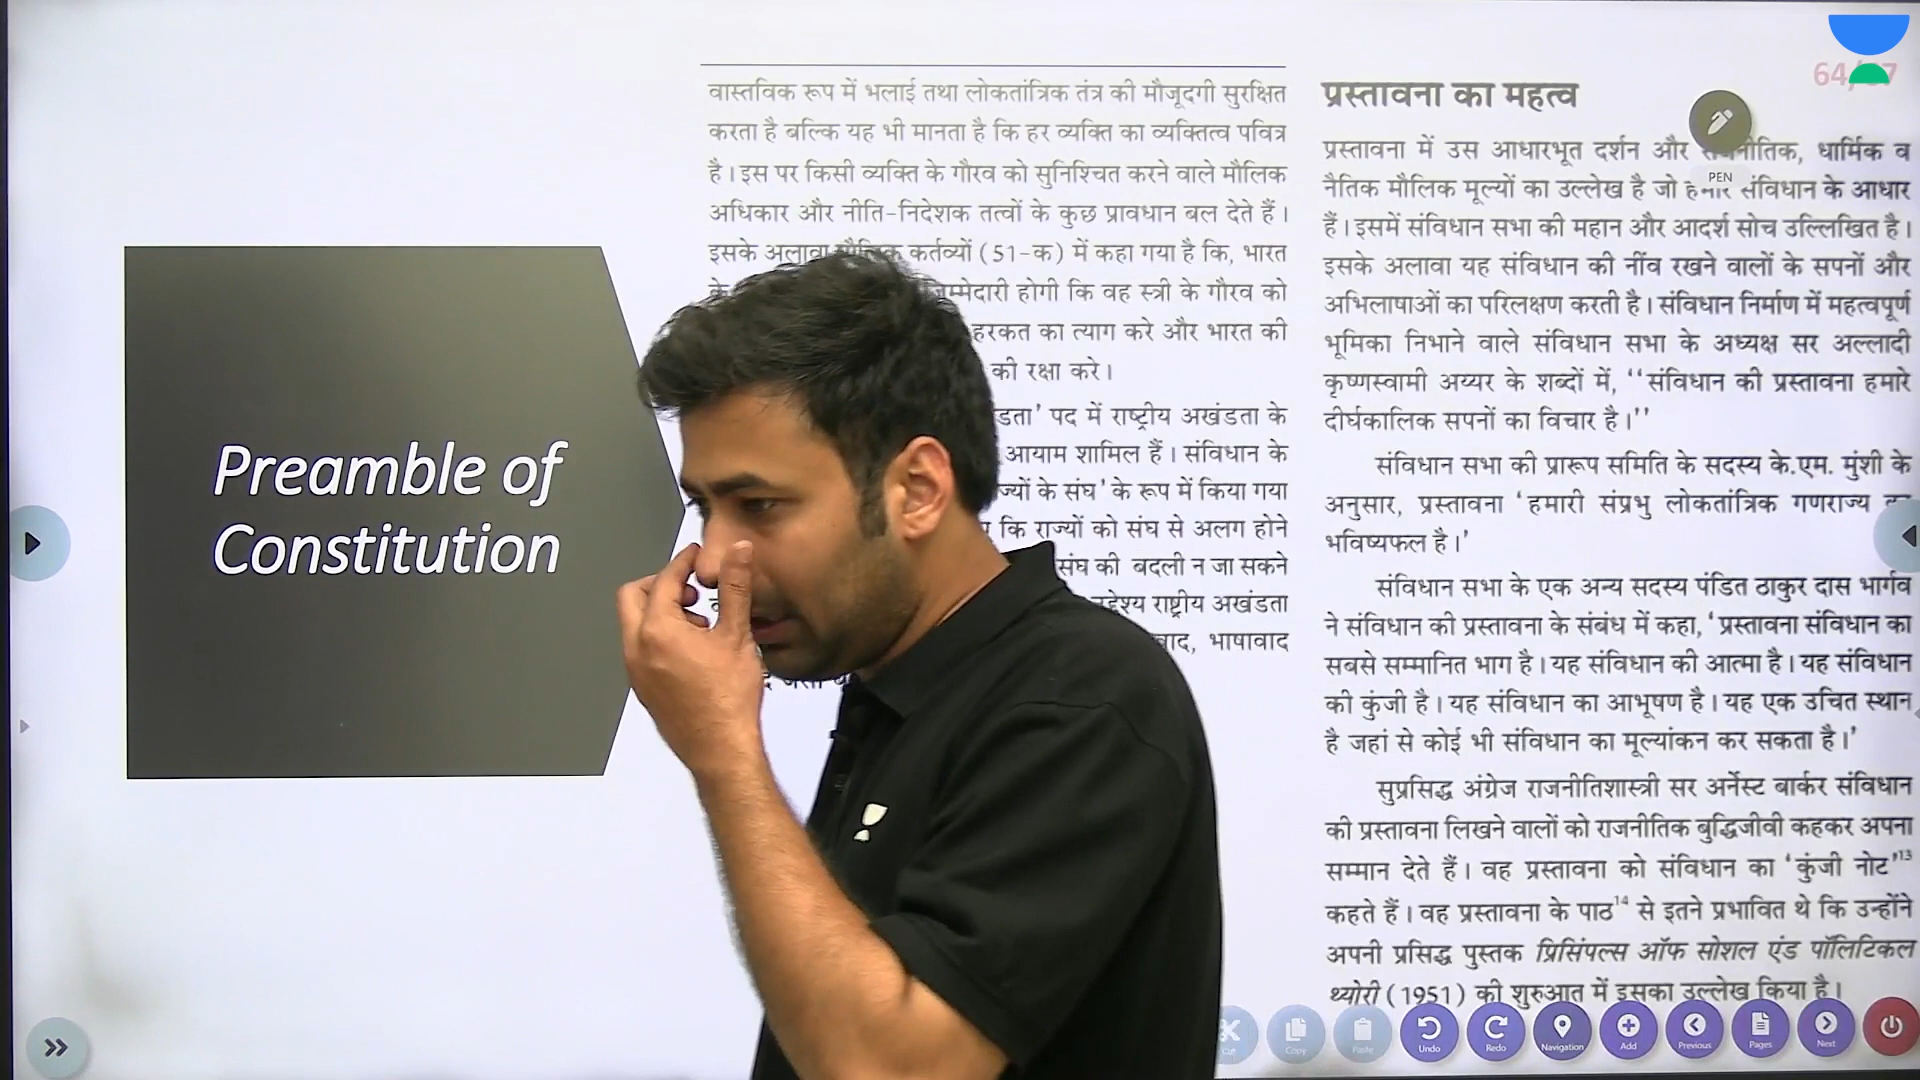 Preamble of
Constitution
वास्तविक रूप में भलाई तथा लोकतांत्रिक तंत्र की मौजूदगी सुरक्षित
करता है बल्कि यह भी मानता है कि हर व्यक्ति का व्यक्तित्व पवित्र
है। इस पर किसी व्यक्ति के गौरव को सुनिश्चित करने वाले मौलिक
अधिकार और नीति-निदेशक तत्वों के कुछ प्रावधान बल देते हैं।
इसके अलावा मौलिक कर्तव्यों (51-क) में कहा गया है कि, भारत
जिम्मेदारी होगी कि वह स्त्री के गौरव को
हरकत का त्याग करे और भारत की
की रक्षा करे।
पद में राष्ट्रीय अखंडता के
आयाम शामिल हैं। संविधान के
के संघ' के रूप में किया गया
कि राज्यों को संघ से अलग होने
संघ की बदली न जा सकने
राष्ट्रीय अखंडता
भाषावाद
64/
प्रस्तावना का महत्व
PEN
प्रस्तावना में उस आधारभूत दर्शन और धार्मिक व
नैतिक मौलिक मूल्यों का उल्लेख है जो हमारे संविधान के आधार
हैं। इसमें संविधान सभा की महान और आदर्श सोच उल्लिखित है।
इसके अलावा यह संविधान की नींव रखने वालों के सपनों और
अभिलाषाओं का परिलक्षण करती है। संविधान निर्माण में महत्वपूर्ण
भूमिका निभाने वाले संविधान सभा के अध्यक्ष सर अल्लादी
कृष्णस्वामी अय्यर के शब्दों में, ''संविधान की प्रस्तावना हमारे
दीर्घकालिक सपनों का विचार है।''
संविधान सभा की प्रारूप समिति के सदस्य के.एम. मुंशी के
अनुसार, प्रस्तावना 'हमारी संप्रभु लोकतांत्रिक गणराज्य
भविष्यफल है।'
संविधान सभा के एक अन्य सदस्य पंडित ठाकुर दास भार्गव
ने संविधान की प्रस्तावना के संबंध में कहा, 'प्रस्तावना संविधान का
सबसे सम्मानित भाग है। यह संविधान की आत्मा है। यह संविधान
की कुंजी है। यह संविधान का आभूषण है। यह एक उचित स्थान
है जहां से कोई भी संविधान का मूल्यांकन कर सकता है।'
सुप्रसिद्ध अंग्रेज राजनीतिशास्त्री सर अर्नेस्ट बार्कर संविधान
की प्रस्तावना लिखने वालों को राजनीतिक बुद्धिजीवी कहकर अपना
सम्मान देते हैं। वह प्रस्तावना को संविधान का 'कुंजी नोट'13
कहते हैं। वह प्रस्तावना के पाठ14 से इतने प्रभावित थे कि उन्होंने
अपनी प्रसिद्ध पुस्तक प्रिंसिपल्स ऑफ सोशल एंड पॉलिटिकल
थ्योरी (1951) की शुरुआत में इसका उल्लेख किया है।
Cut Copy Paste Undo Redo Navigation Add Previous Pages Next